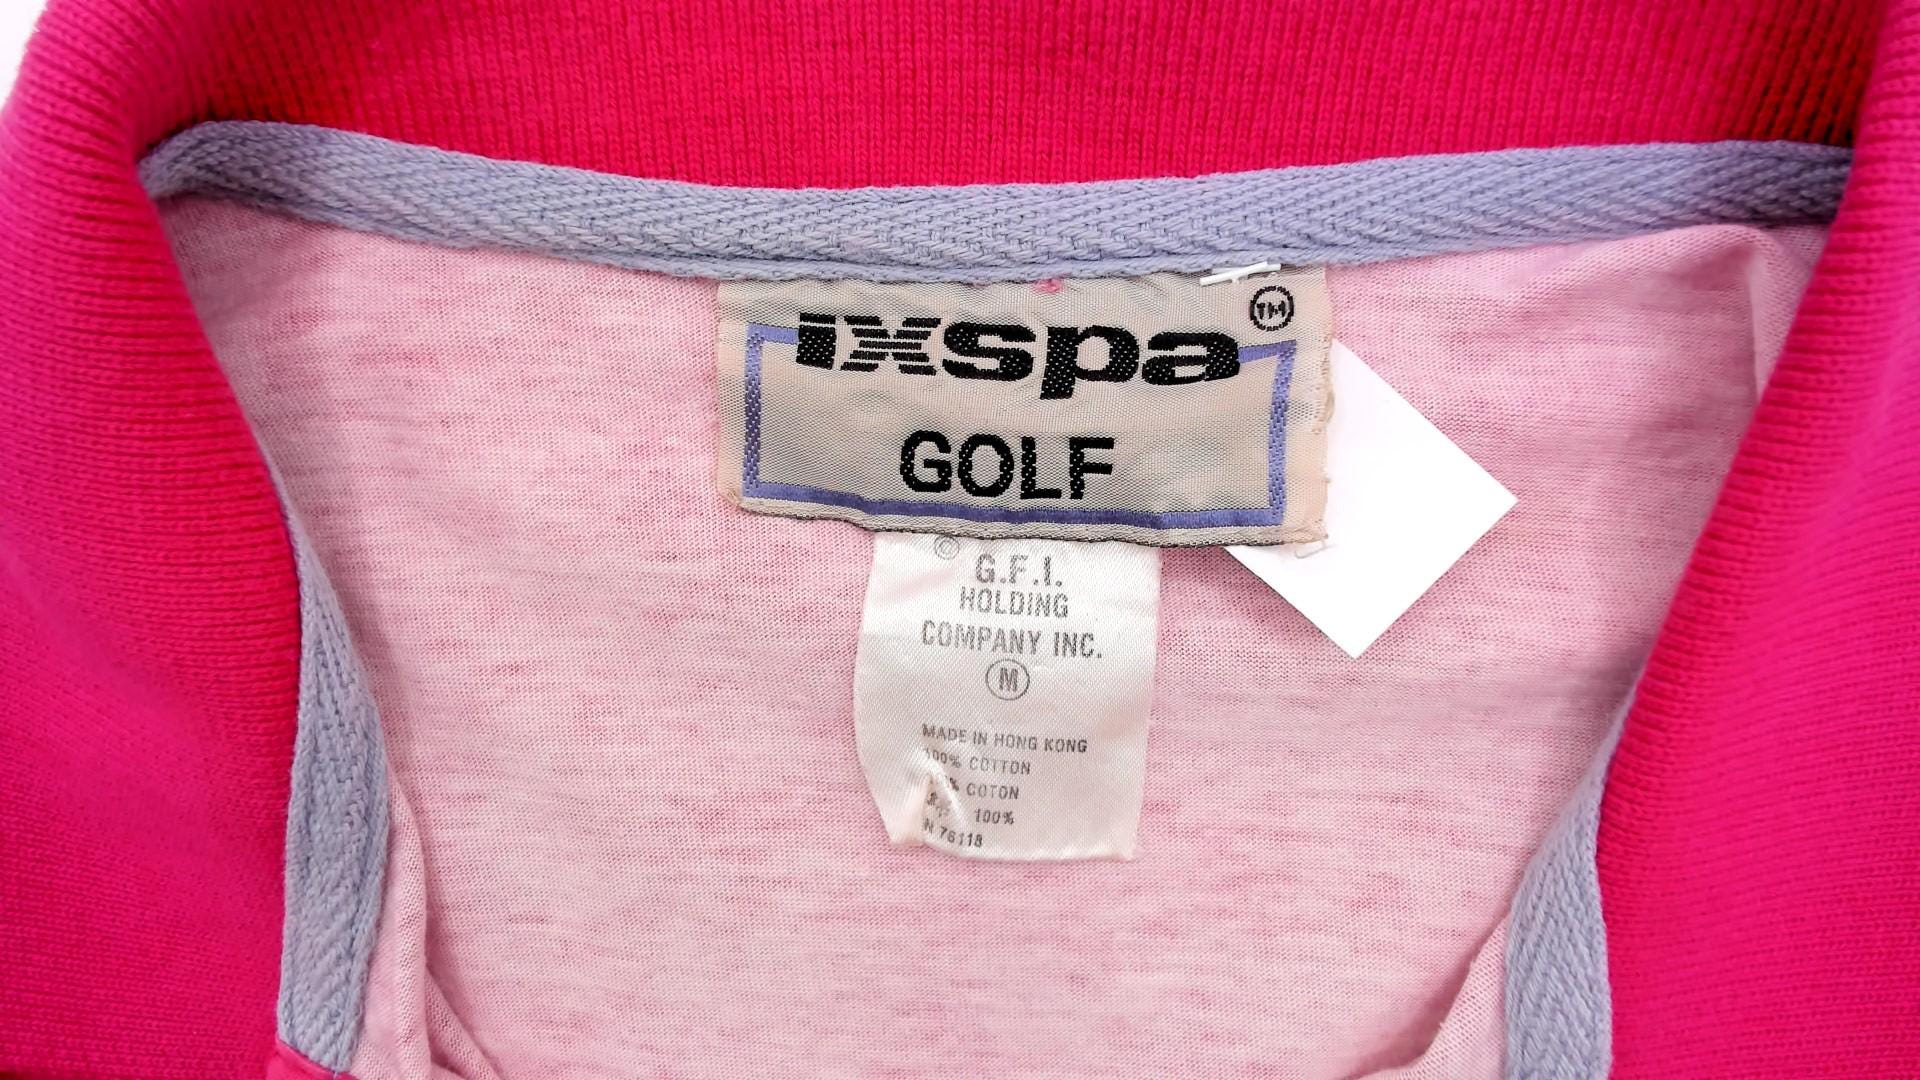 ixspa ™
GOLF
© G.F.I.
HOLDING
COMPANY INC.
M
MADE IN HONG KONG
100% COTTON
% COTON
100%
N 76118